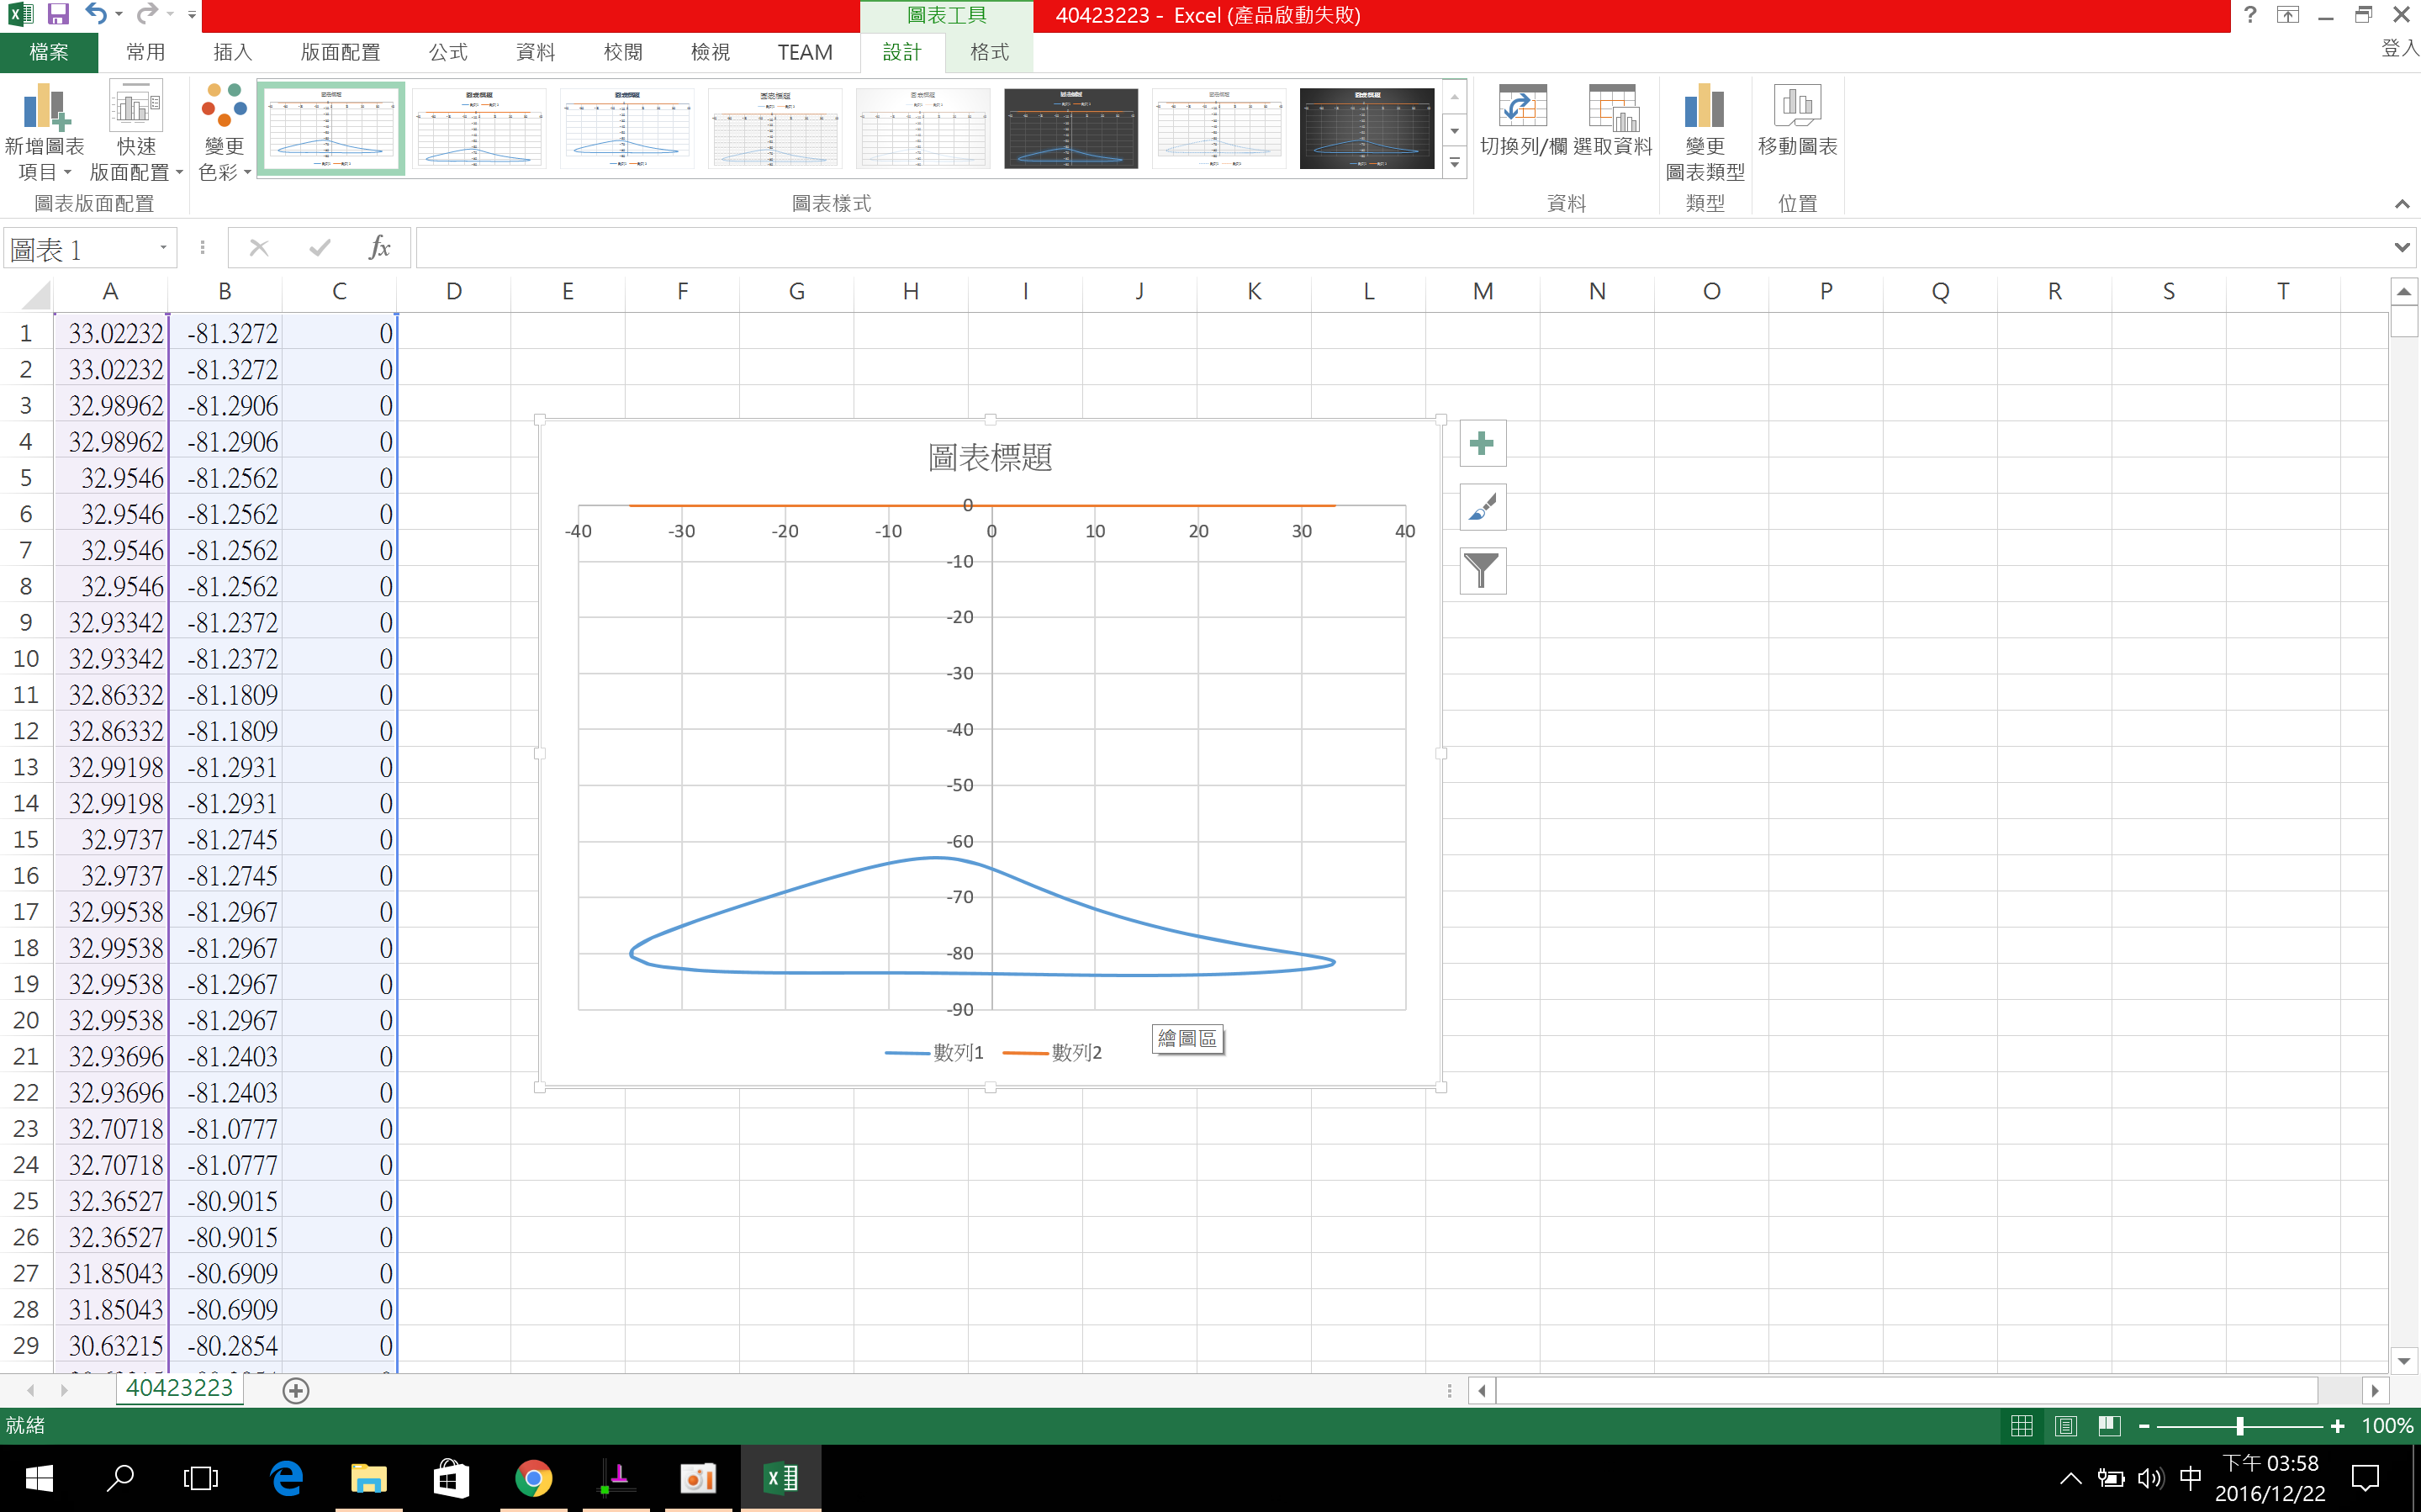 圖表工具
40423223 - Excel (產品啟動失敗)
檔案 常用 插入 版面配置 公式 資料 校閱 檢視 TEAM 設計 格式 登入
新增圖表 項目
快速 版面配置
變更 色彩
切換列/欄 選取資料
變更 圖表類型
移動圖表
圖表版面配置 圖表樣式 資料 類型 位置
圖表 1 fx
A B C D E F G H I J K L M N O P Q R S T
1 33.02232 -81.3272 0
2 33.02232 -81.3272 0
3 32.98962 -81.2906 0
4 32.98962 -81.2906 0
5 32.9546 -81.2562 0
6 32.9546 -81.2562 0
7 32.9546 -81.2562 0
8 32.9546 -81.2562 0
9 32.93342 -81.2372 0
10 32.93342 -81.2372 0
11 32.86332 -81.1809 0
12 32.86332 -81.1809 0
13 32.99198 -81.2931 0
14 32.99198 -81.2931 0
15 32.9737 -81.2745 0
16 32.9737 -81.2745 0
17 32.99538 -81.2967 0
18 32.99538 -81.2967 0
19 32.99538 -81.2967 0
20 32.99538 -81.2967 0
21 32.93696 -81.2403 0
22 32.93696 -81.2403 0
23 32.70718 -81.0777 0
24 32.70718 -81.0777 0
25 32.36527 -80.9015 0
26 32.36527 -80.9015 0
27 31.85043 -80.6909 0
28 31.85043 -80.6909 0
29 30.63215 -80.2854 0
圖表標題
0
-40 -30 -20 -10 0 10 20 30 40
-10
-20
-30
-40
-50
-60
-70
-80
-90
數列1 數列2
繪圖區
40423223
就緒
100%
中
下午 03:58
2016/12/22